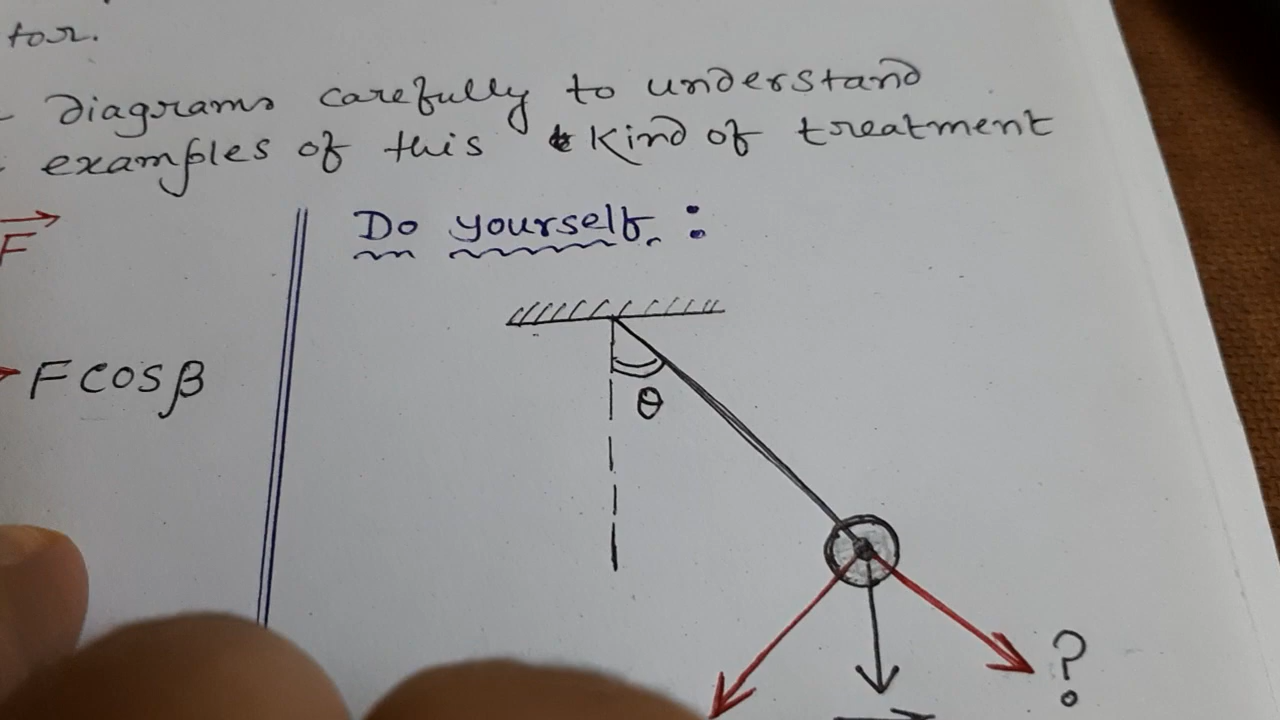 tor.
diagrams carefully to understand
examples of this kind of treatment
F
Do yourself :
F cos β
θ
?